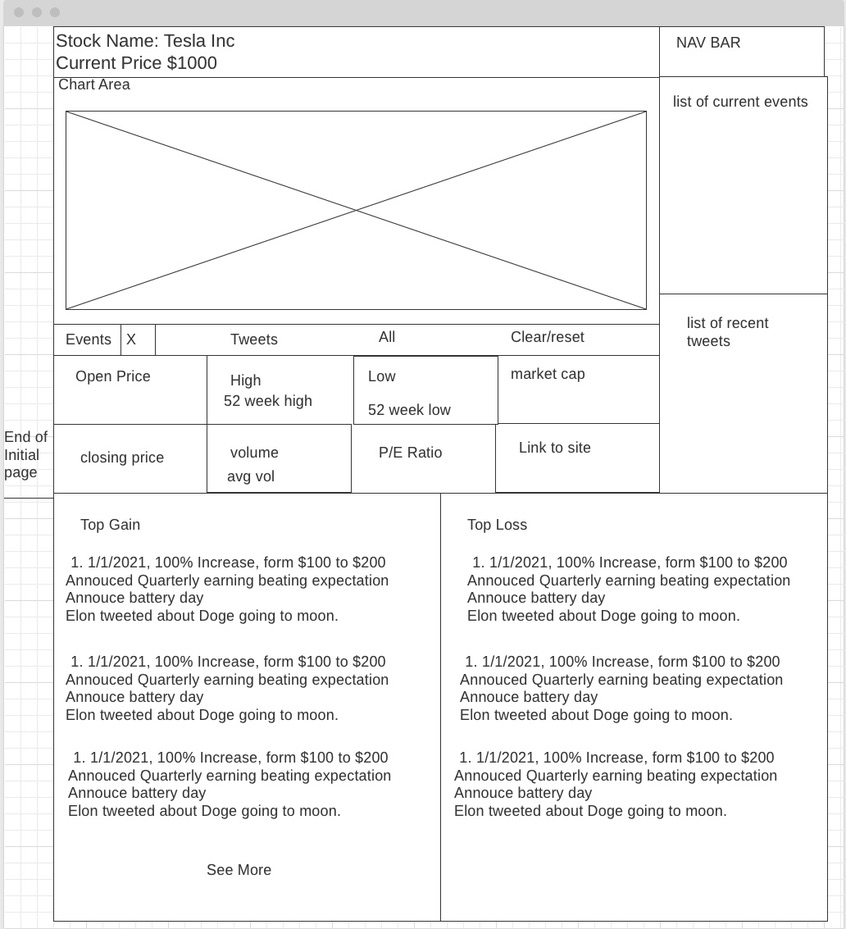 Stock Name: Tesla Inc
Current Price $1000
NAV BAR
Chart Area
list of current events
Events
X
Tweets
All
Clear/reset
list of recent
tweets
Open Price
High
52 week high
Low
52 week low
market cap
End of
Initial
page
closing price
volume
avg vol
P/E Ratio
Link to site
Top Gain
1. 1/1/2021, 100% Increase, form $100 to $200
Annouced Quarterly earning beating expectation
Annouce battery day
Elon tweeted about Doge going to moon.
1. 1/1/2021, 100% Increase, form $100 to $200
Annouced Quarterly earning beating expectation
Annouce battery day
Elon tweeted about Doge going to moon.
1. 1/1/2021, 100% Increase, form $100 to $200
Annouced Quarterly earning beating expectation
Annouce battery day
Elon tweeted about Doge going to moon.
See More
Top Loss
1. 1/1/2021, 100% Increase, form $100 to $200
Annouced Quarterly earning beating expectation
Annouce battery day
Elon tweeted about Doge going to moon.
1. 1/1/2021, 100% Increase, form $100 to $200
Annouced Quarterly earning beating expectation
Annouce battery day
Elon tweeted about Doge going to moon.
1. 1/1/2021, 100% Increase, form $100 to $200
Annouced Quarterly earning beating expectation
Annouce battery day
Elon tweeted about Doge going to moon.